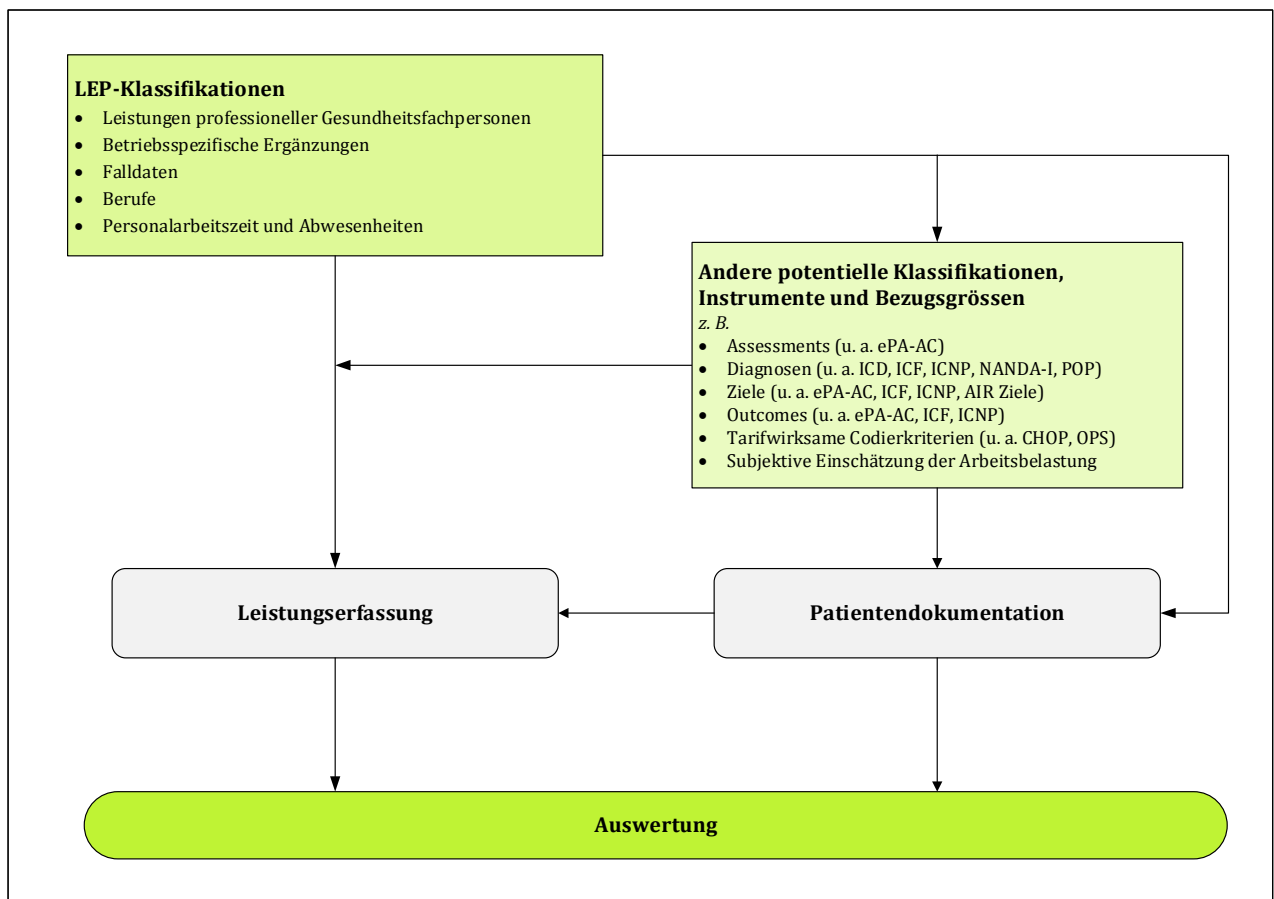 LEP-Klassifikationen
• Leistungen professioneller Gesundheitsfachpersonen
• Betriebsspezifische Ergänzungen
• Falldaten
• Berufe
• Personalarbeitszeit und Abwesenheiten
Andere potentielle Klassifikationen,
Instrumente und Bezugsgrössen
z. B.
• Assessments (u. a. ePA-AC)
• Diagnosen (u. a. ICD, ICF, ICNP, NANDA-I, POP)
• Ziele (u. a. ePA-AC, ICF, ICNP, AIR Ziele)
• Outcomes (u. a. ePA-AC, ICF, ICNP)
• Tarifwirksame Codierkriterien (u. a. CHOP, OPS)
• Subjektive Einschätzung der Arbeitsbelastung
Leistungserfassung
Patientendokumentation
Auswertung